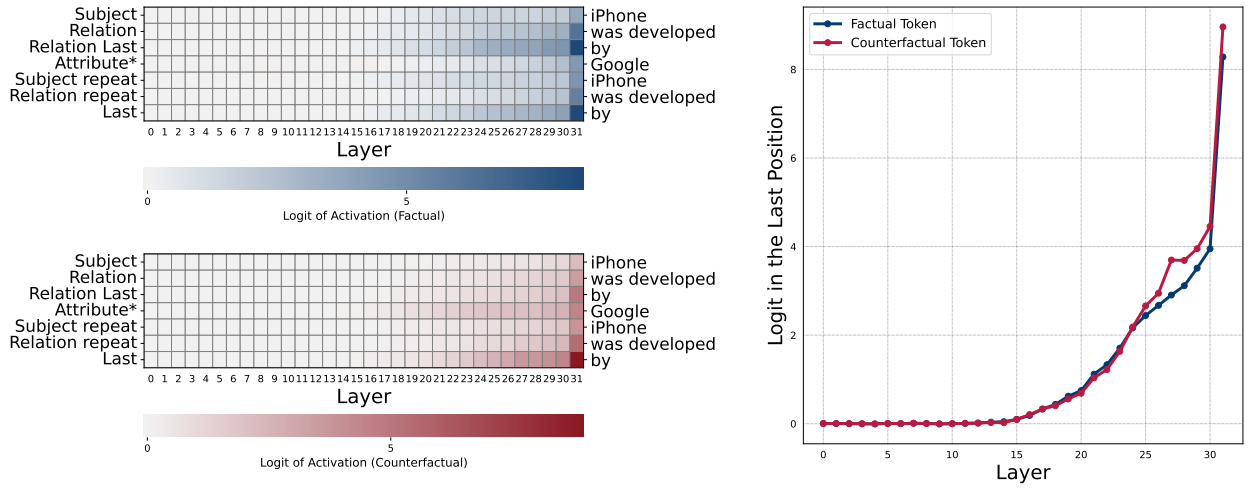 Subject
Relation
Relation Last
Attribute*
Subject repeat
Relation repeat
Last
iPhone
was developed
by
Google
iPhone
was developed
by
0 1 2 3 4 5 6 7 8 9 10 11 12 13 14 15 16 17 18 19 20 21 22 23 24 25 26 27 28 29 30 31
Layer
0 5
Logit of Activation (Factual)
Subject
Relation
Relation Last
Attribute*
Subject repeat
Relation repeat
Last
iPhone
was developed
by
Google
iPhone
was developed
by
0 1 2 3 4 5 6 7 8 9 10 11 12 13 14 15 16 17 18 19 20 21 22 23 24 25 26 27 28 29 30 31
Layer
0 5
Logit of Activation (Counterfactual)
Factual Token
Counterfactual Token
Logit in the Last Position
8
6
4
2
0
0 5 10 15 20 25 30
Layer